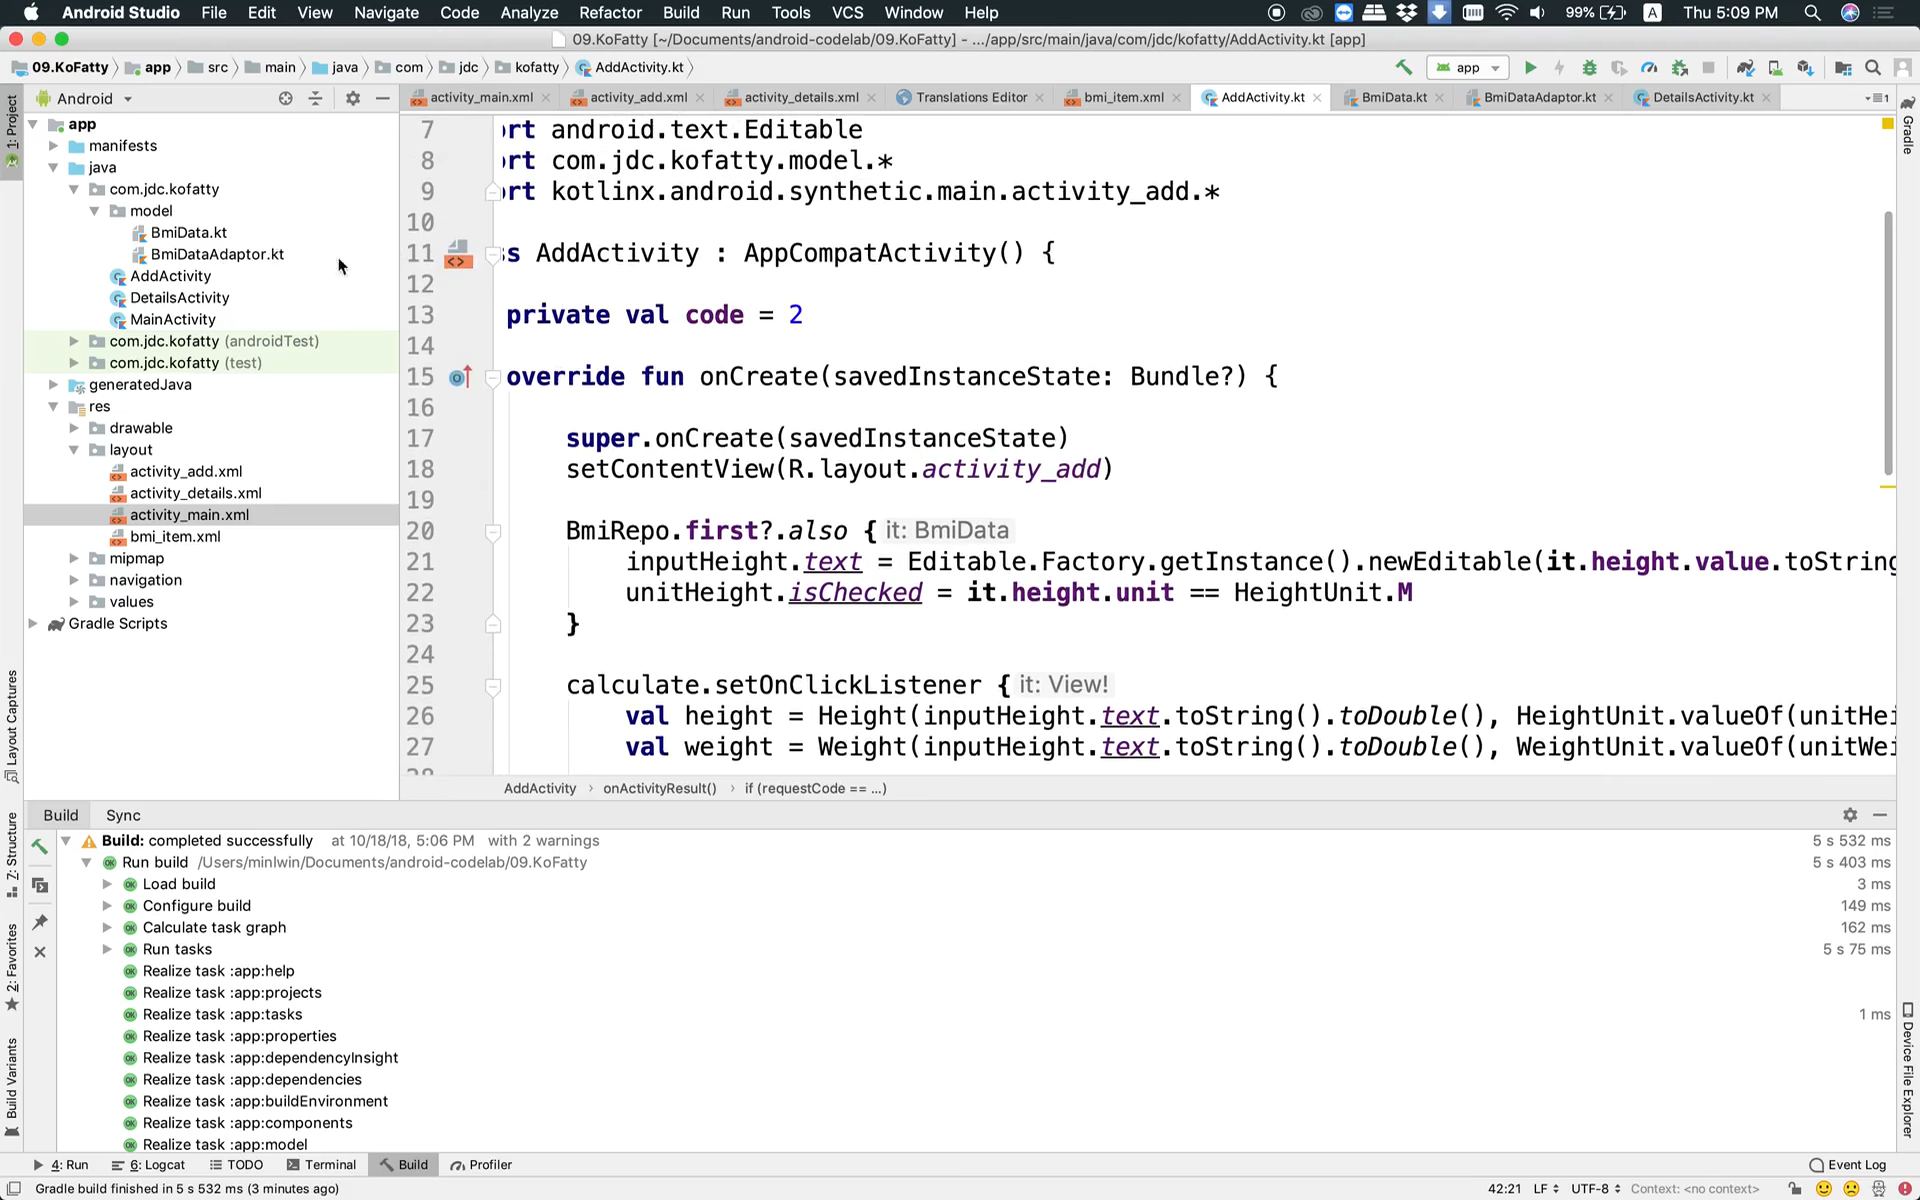 Android Studio File Edit View Navigate Code Analyze Refactor Build Run Tools VCS Window Help 99% A Thu 5:09 PM
09.KoFatty [~/Documents/android-codelab/09.KoFatty] - .../app/src/main/java/com/jdc/kofatty/AddActivity.kt [app]
09.KoFatty app src main java com jdc kofatty AddActivity.kt app
Android
activity_main.xml activity_add.xml activity_details.xml Translations Editor bmi_item.xml AddActivity.kt BmiData.kt BmiDataAdaptor.kt DetailsActivity.kt
1: Project
Layout Captures
Z: Structure
2: Favorites
Build Variants
app
manifests
java
com.jdc.kofatty
model
BmiData.kt
BmiDataAdaptor.kt
AddActivity
DetailsActivity
MainActivity
com.jdc.kofatty (androidTest)
com.jdc.kofatty (test)
generatedJava
res
drawable
layout
activity_add.xml
activity_details.xml
activity_main.xml
bmi_item.xml
mipmap
navigation
values
Gradle Scripts
7 ort android.text.Editable
8 ort com.jdc.kofatty.model.*
9 ort kotlinx.android.synthetic.main.activity_add.*
10
11 s AddActivity : AppCompatActivity() {
12
13 private val code = 2
14
15 override fun onCreate(savedInstanceState: Bundle?) {
16
17 super.onCreate(savedInstanceState)
18 setContentView(R.layout.activity_add)
19
20 BmiRepo.first?.also { it: BmiData
21 inputHeight.text = Editable.Factory.getInstance().newEditable(it.height.value.toString
22 unitHeight.isChecked = it.height.unit == HeightUnit.M
23 }
24
25 calculate.setOnClickListener { it: View!
26 val height = Height(inputHeight.text.toString().toDouble(), HeightUnit.valueOf(unitHei
27 val weight = Weight(inputHeight.text.toString().toDouble(), WeightUnit.valueOf(unitWei
AddActivity › onActivityResult() › if (requestCode == ...)
Gradle
Device File Explorer
Build Sync
Build: completed successfully at 10/18/18, 5:06 PM with 2 warnings 5 s 532 ms
Run build /Users/minlwin/Documents/android-codelab/09.KoFatty 5 s 403 ms
Load build 3 ms
Configure build 149 ms
Calculate task graph 162 ms
Run tasks 5 s 75 ms
Realize task :app:help
Realize task :app:projects
Realize task :app:tasks 1 ms
Realize task :app:properties
Realize task :app:dependencyInsight
Realize task :app:dependencies
Realize task :app:buildEnvironment
Realize task :app:components
Realize task :app:model
4: Run 6: Logcat TODO Terminal Build Profiler Event Log
Gradle build finished in 5 s 532 ms (3 minutes ago) 42:21 LF UTF-8 Context: <no context>